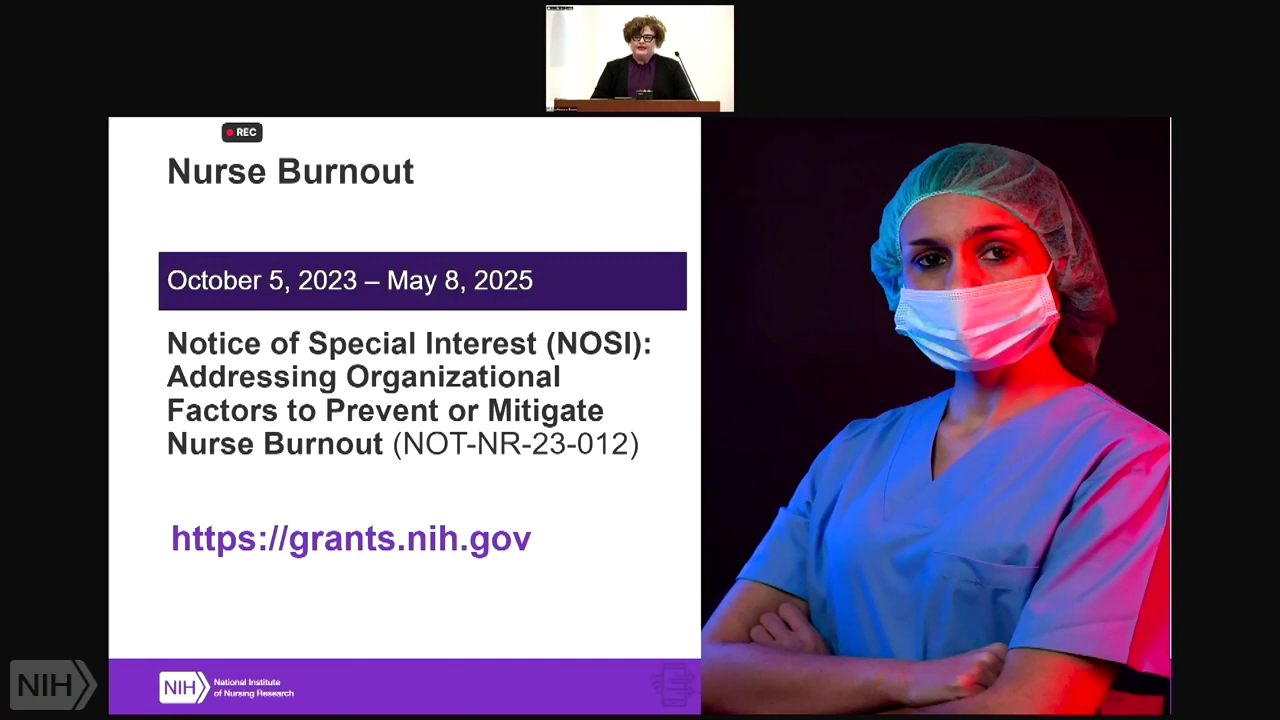 REC
Nurse Burnout
October 5, 2023 – May 8, 2025
Notice of Special Interest (NOSI):
Addressing Organizational
Factors to Prevent or Mitigate
Nurse Burnout (NOT-NR-23-012)
https://grants.nih.gov
NIH
NIH
National Institute
of Nursing Research